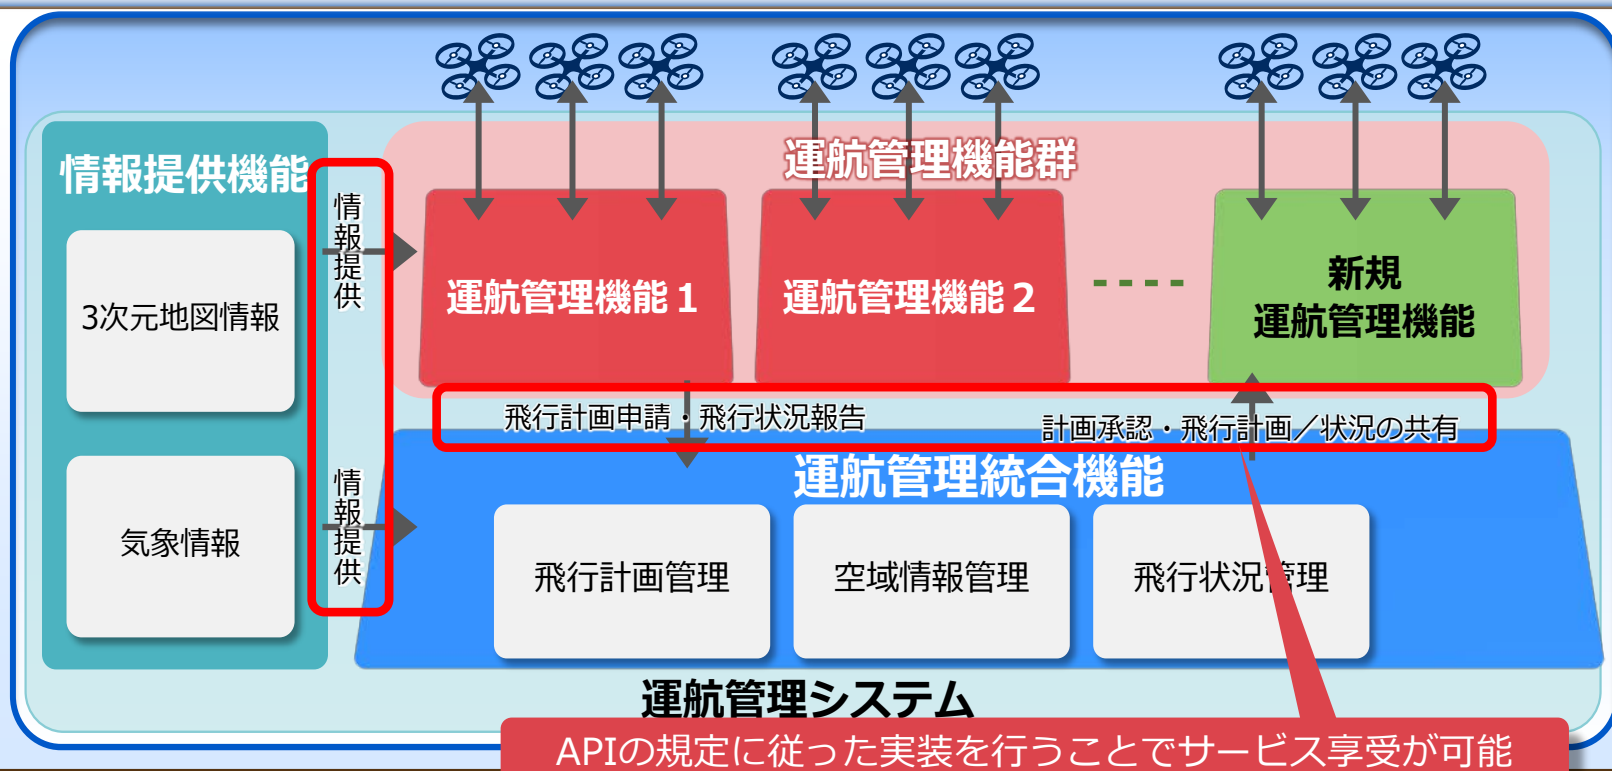 運航管理機能群
情報提供機能
3次元地図情報
気象情報
情報提供
情報提供
運航管理機能１
運航管理機能２
新規
運航管理機能
飛行計画申請・飛行状況報告
計画承認・飛行計画／状況の共有
運航管理統合機能
飛行計画管理
空域情報管理
飛行状況管理
運航管理システム
APIの規定に従った実装を行うことでサービス享受が可能